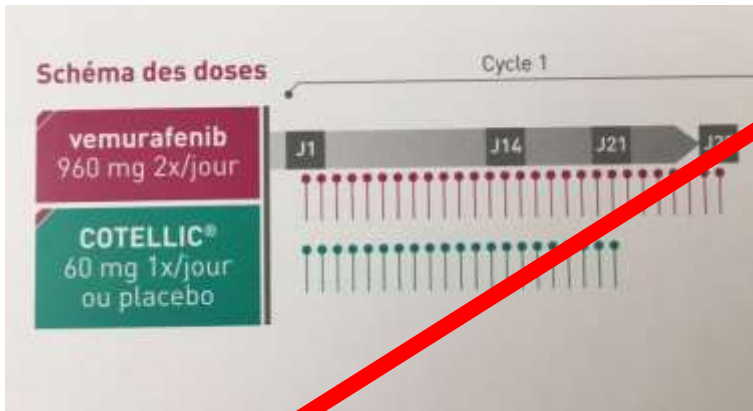 Schéma des doses
Cycle 1
vemurafenib
960 mg 2x/jour
J1
J14
J21
COTELLIC®
60 mg 1x/jour
ou placebo